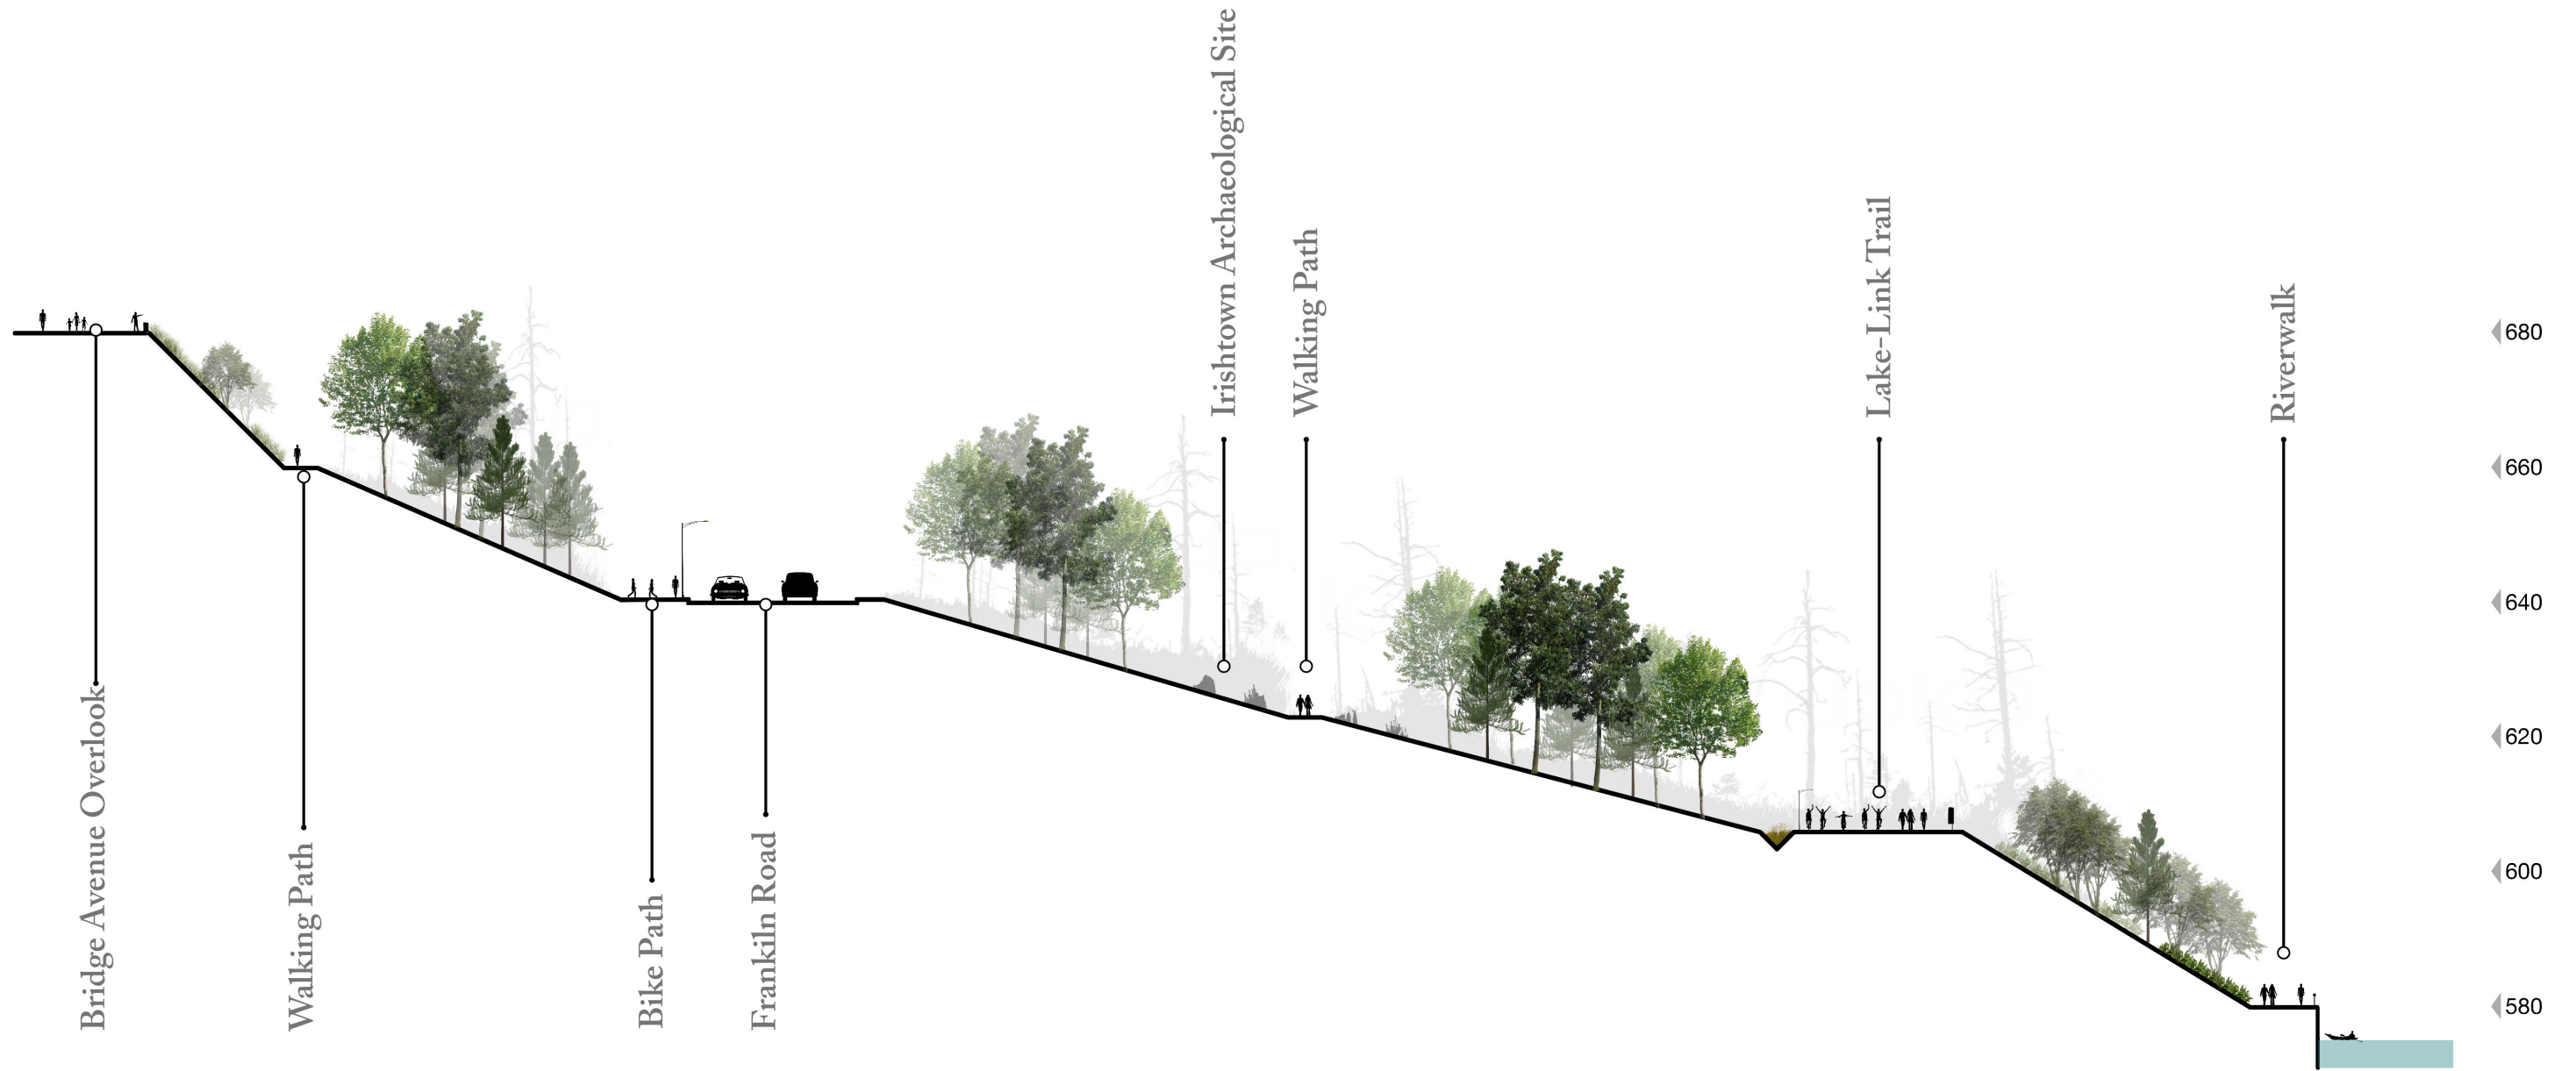 Bridge Avenue Overlook
Walking Path
Bike Path
Frankiln Road
Irishtown Archaeological Site
Walking Path
Lake-Link Trail
Riverwalk
680
660
640
620
600
580